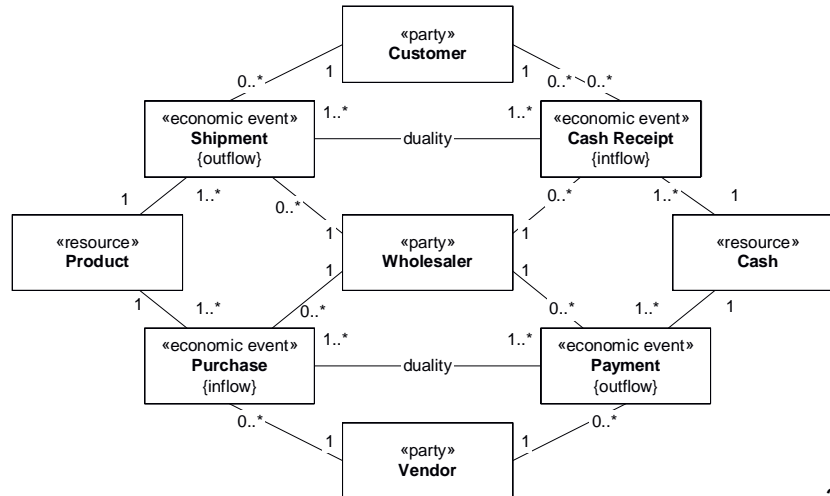 «party»
Customer
1
1
0..*
0..*
0..*
«economic event»
Shipment
{outflow}
1..*
duality
1..*
«economic event»
Cash Receipt
{intflow}
1
1..*
0..*
0..*
1..*
1
«resource»
Product
1
«party»
Wholesaler
1
«resource»
Cash
1
1..*
0..*
1
1
0..*
1..*
1
«economic event»
Purchase
{inflow}
1..*
duality
1..*
«economic event»
Payment
{outflow}
0..*
1
1
0..*
«party»
Vendor